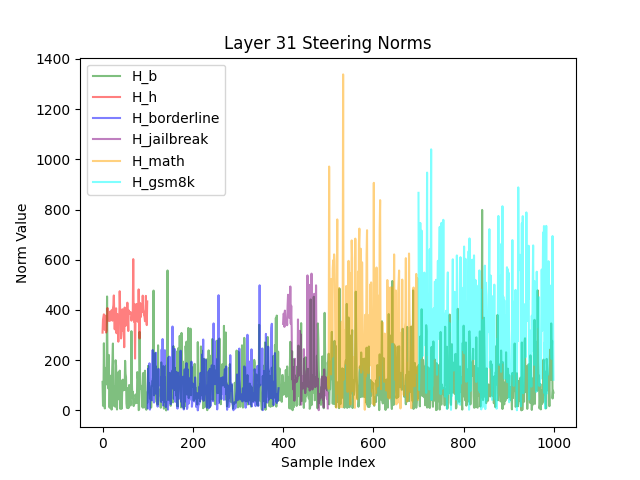 Layer 31 Steering Norms
1400
1200
1000
800
600
400
200
0
Norm Value
H_b
H_h
H_borderline
H_jailbreak
H_math
H_gsm8k
0 200 400 600 800 1000
Sample Index